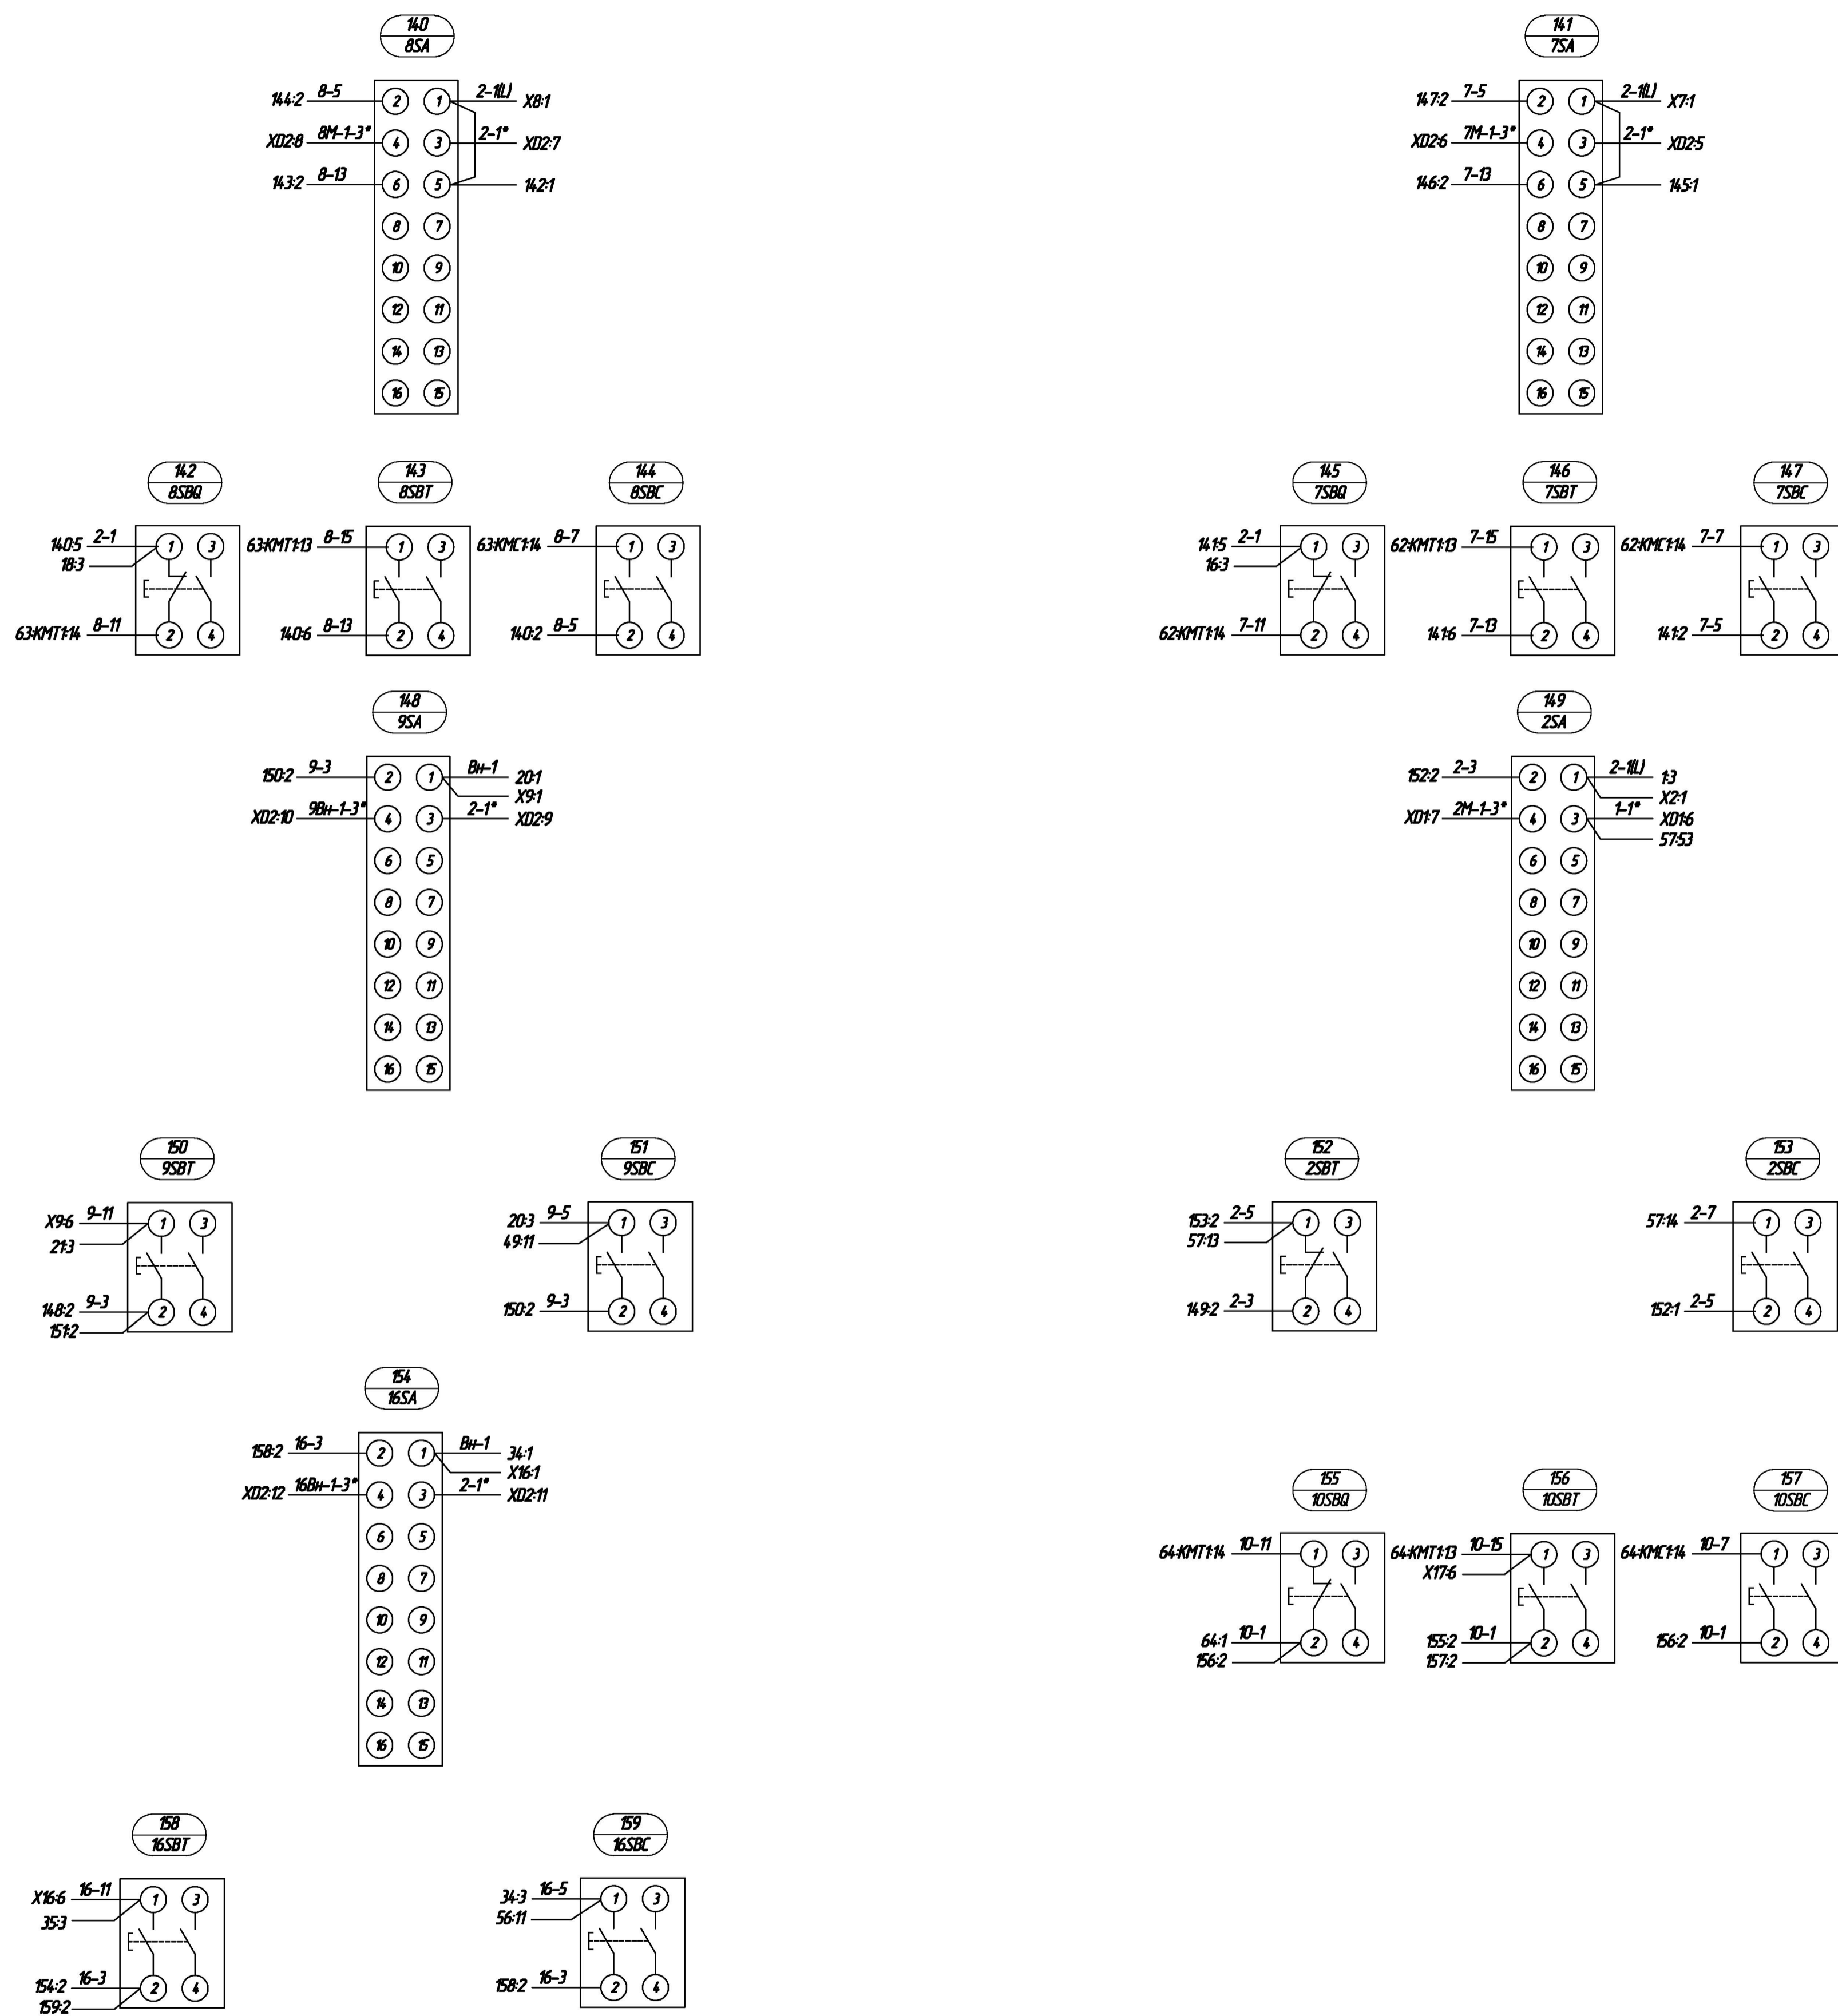 140
8SA
144:2 8-5 2 1 2-1(L) X8:1
XD2:8 8М-1-3* 4 3 2-1* XD2:7
143:2 8-13 6 5 142:1
8 7
10 9
12 11
14 13
16 15
141
7SA
147:2 7-5 2 1 2-1(L) X7:1
XD2:6 7М-1-3* 4 3 2-1* XD2:5
146:2 7-13 6 5 145:1
8 7
10 9
12 11
14 13
16 15
142
8SBQ
140:5 2-1 1 3
18:3
63:KMT1:14 8-11 2 4
143
8SBT
63:KMT1:13 8-15 1 3
140:6 8-13 2 4
144
8SBC
63:KMC1:14 8-7 1 3
140:2 8-5 2 4
145
7SBQ
141:5 2-1 1 3
16:3
62:KMT1:14 7-11 2 4
146
7SBT
62:KMT1:13 7-15 1 3
141:6 7-13 2 4
147
7SBC
62:KMC1:14 7-7 1 3
141:2 7-5 2 4
148
9SA
150:2 9-3 2 1 Вн-1 20:1
X9:1
XD2:10 9Вн-1-3* 4 3 2-1* XD2:9
6 5
8 7
10 9
12 11
14 13
16 15
149
2SA
152:2 2-3 2 1 2-1(L) 1:3
X2:1
XD1:7 2М-1-3* 4 3 1-1* XD1:6
57:53
6 5
8 7
10 9
12 11
14 13
16 15
150
9SBT
X9:6 9-11 1 3
21:3
148:2 9-3 2 4
151:2
151
9SBC
20:3 9-5 1 3
49:11
150:2 9-3 2 4
152
2SBT
153:2 2-5 1 3
57:13
149:2 2-3 2 4
153
2SBC
57:14 2-7 1 3
152:1 2-5 2 4
154
16SA
158:2 16-3 2 1 Вн-1 34:1
X16:1
XD2:12 16Вн-1-3* 4 3 2-1* XD2:11
6 5
8 7
10 9
12 11
14 13
16 15
155
10SBQ
64:KMT1:14 10-11 1 3
64:1 10-1 2 4
156:2
156
10SBT
64:KMT1:13 10-15 1 3
X17:6
155:2 10-1 2 4
157:2
157
10SBC
64:KMC1:14 10-7 1 3
156:2 10-1 2 4
158
16SBT
X16:6 16-11 1 3
35:3
154:2 16-3 2 4
159:2
159
16SBC
34:3 16-5 1 3
56:11
158:2 16-3 2 4